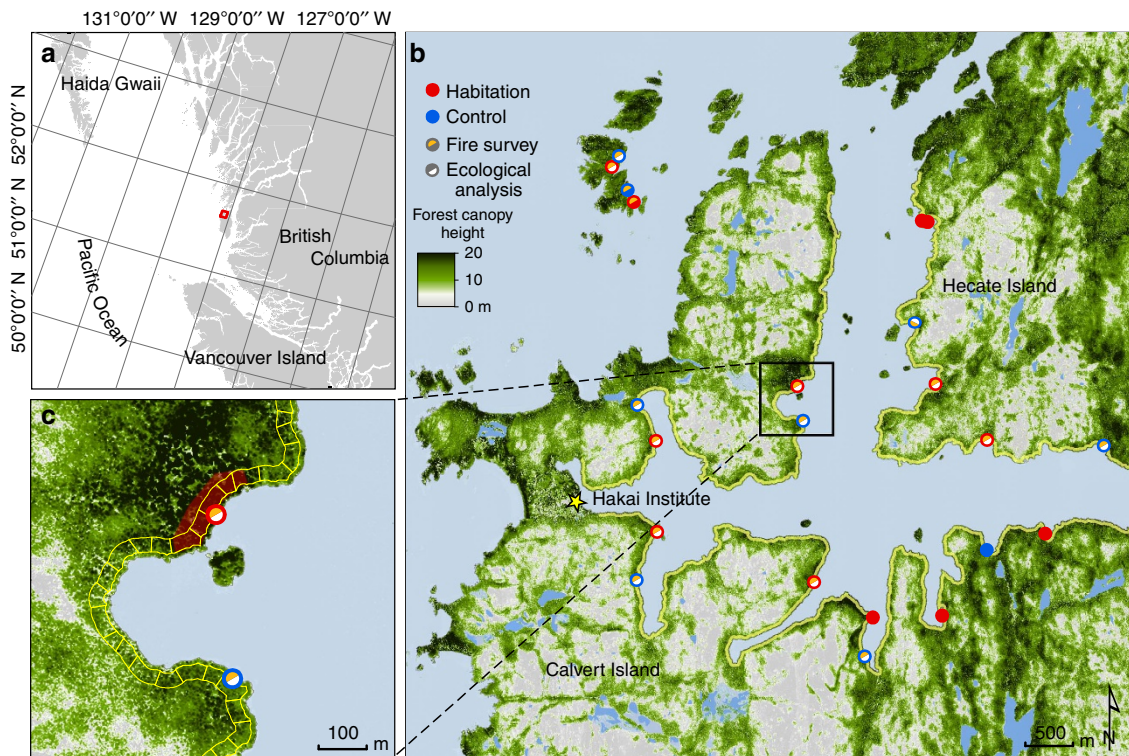 131°0′0″ W 129°0′0″ W 127°0′0″ W
52°0′0″ N
51°0′0″ N
50°0′0″ N
a
Haida Gwaii
British
Columbia
Pacific Ocean
Vancouver Island
b
Habitation
Control
Fire survey
Ecological
analysis
Forest canopy
height
20
10
0 m
Hecate Island
Hakai Institute
Calvert Island
500 m
N
c
100 m